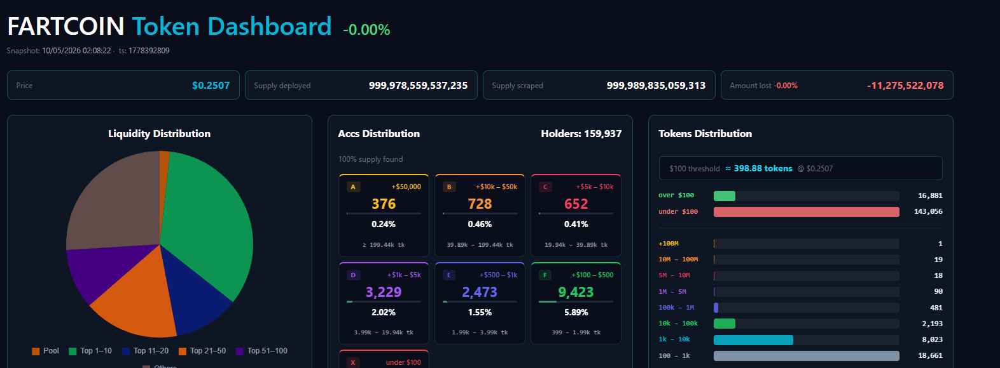 FARTCOIN Token Dashboard -0.00%
Snapshot: 10/05/2026 02:08:22 · ts: 1778392809
Price $0.2507
Supply deployed 999,978,559,537,235
Supply scraped 999,989,835,059,313
Amount lost -0.00% -11,275,522,078
Liquidity Distribution
Pool Top 1–10 Top 11–20 Top 21–50 Top 51–100
Others
Accs Distribution Holders: 159,937
100% supply found
A +$50,000
376
0.24%
≥ 199.44k tk
B +$10k – $50k
728
0.46%
39.89k – 199.44k tk
C +$5k – $10k
652
0.41%
19.94k – 39.89k tk
D +$1k – $5k
3,229
2.02%
3.99k – 19.94k tk
E +$500 – $1k
2,473
1.55%
1.99k – 3.99k tk
F +$100 – $500
9,423
5.89%
399 – 1.99k tk
X under $100
Tokens Distribution
$100 threshold ≈ 398.88 tokens @ $0.2507
over $100 16,881
under $100 143,056
+100M 1
10M – 100M 19
5M – 10M 18
1M – 5M 90
100k – 1M 481
10k – 100k 2,193
1k – 10k 8,023
100 – 1k 18,661